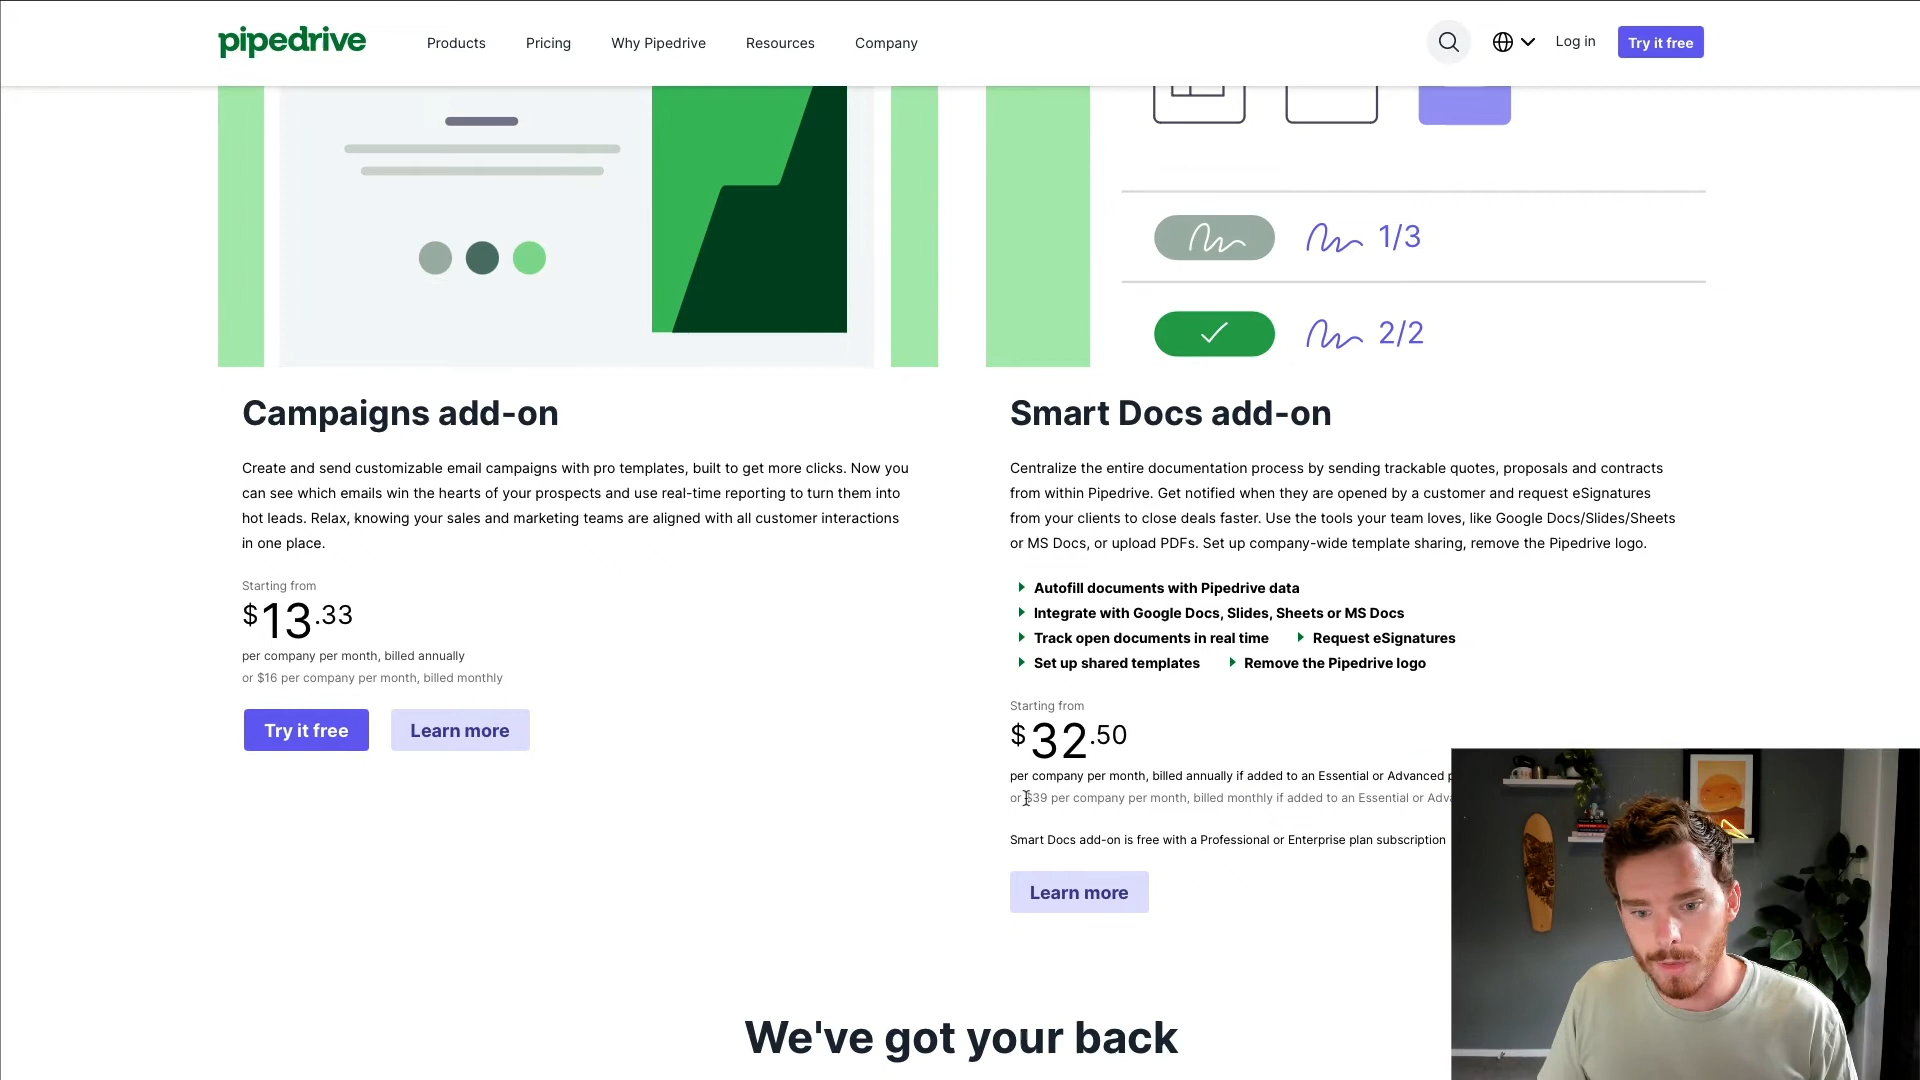 pipedrive
Products
Pricing
Why Pipedrive
Resources
Company
Log in
Try it free
1/3
2/2
Campaigns add-on
Create and send customizable email campaigns with pro templates, built to get more clicks. Now you
can see which emails win the hearts of your prospects and use real-time reporting to turn them into
hot leads. Relax, knowing your sales and marketing teams are aligned with all customer interactions
in one place.
Starting from
$13.33
per company per month, billed annually
or $16 per company per month, billed monthly
Try it free
Learn more
Smart Docs add-on
Centralize the entire documentation process by sending trackable quotes, proposals and contracts
from within Pipedrive. Get notified when they are opened by a customer and request eSignatures
from your clients to close deals faster. Use the tools your team loves, like Google Docs/Slides/Sheets
or MS Docs, or upload PDFs. Set up company-wide template sharing, remove the Pipedrive logo.
Autofill documents with Pipedrive data
Integrate with Google Docs, Slides, Sheets or MS Docs
Track open documents in real time
Request eSignatures
Set up shared templates
Remove the Pipedrive logo
Starting from
$32.50
per company per month, billed annually if added to an Essential or Advanced
or $39 per company per month, billed monthly if added to an Essential or
Smart Docs add-on is free with a Professional or Enterprise plan subscription
Learn more
We've got your back